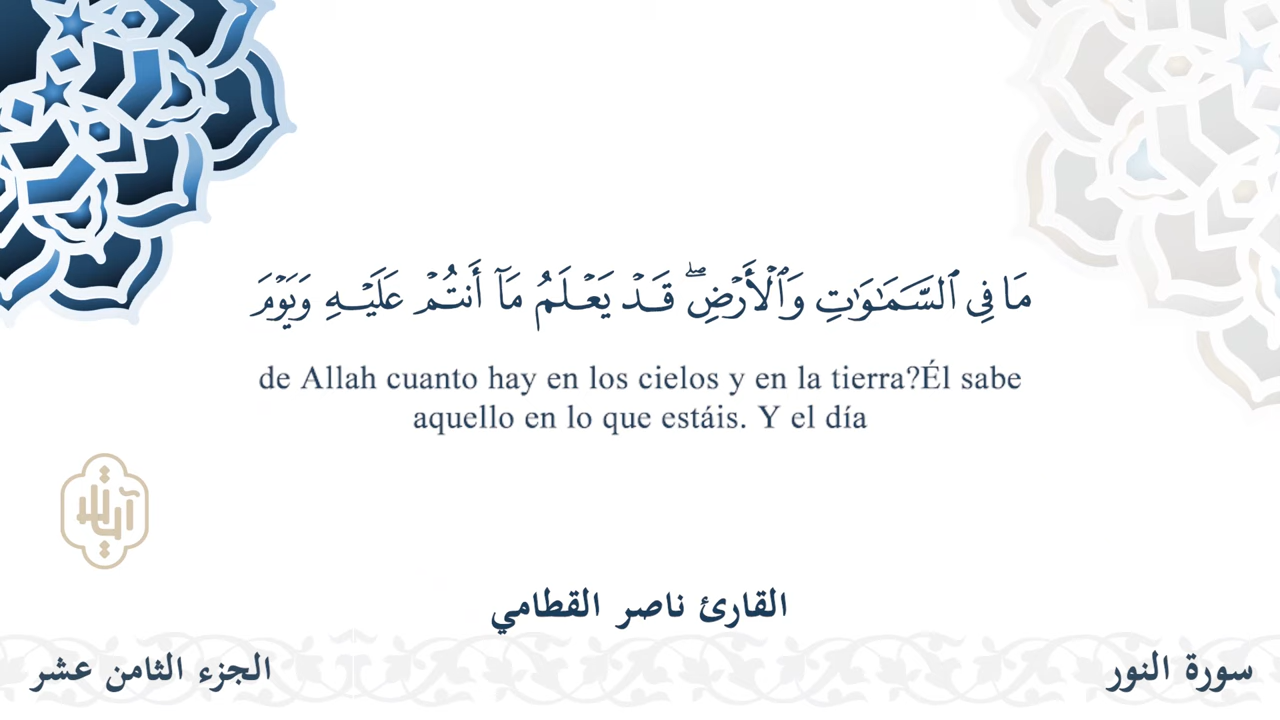 مَا فِي ٱلسَّمَـٰوَٰتِ وَٱلْأَرْضِ ۖ قَدْ يَعْلَمُ مَآ أَنتُمْ عَلَيْهِ وَيَوْمَ
de Allah cuanto hay en los cielos y en la tierra?Él sabe
aquello en lo que estáis. Y el día
القارئ ناصر القطامي
سورة النور
الجزء الثامن عشر